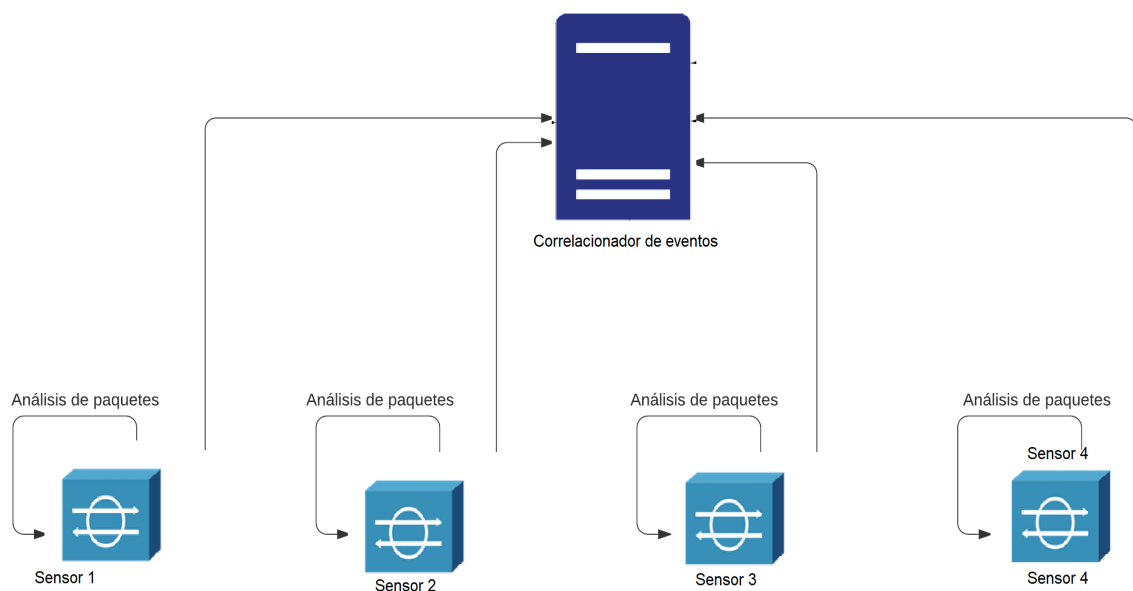 Correlacionador de eventos
Análisis de paquetes
Análisis de paquetes
Análisis de paquetes
Análisis de paquetes
Sensor 4
Sensor 1
Sensor 2
Sensor 3
Sensor 4